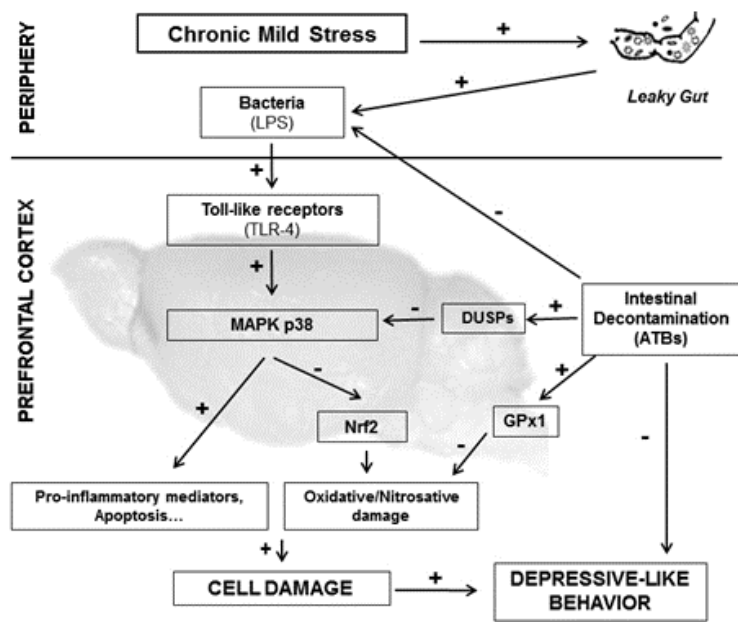 PERIPHERY
Chronic Mild Stress
+
Leaky Gut
+
Bacteria
(LPS)
+
-
PREFRONTAL CORTEX
Toll-like receptors
(TLR-4)
+
MAPK p38
-
DUSPs
+
Intestinal
Decontamination
(ATBs)
+
-
+
Nrf2
GPx1
-
-
Pro-inflammatory mediators,
Apoptosis...
Oxidative/Nitrosative
damage
+
CELL DAMAGE
+
DEPRESSIVE-LIKE
BEHAVIOR